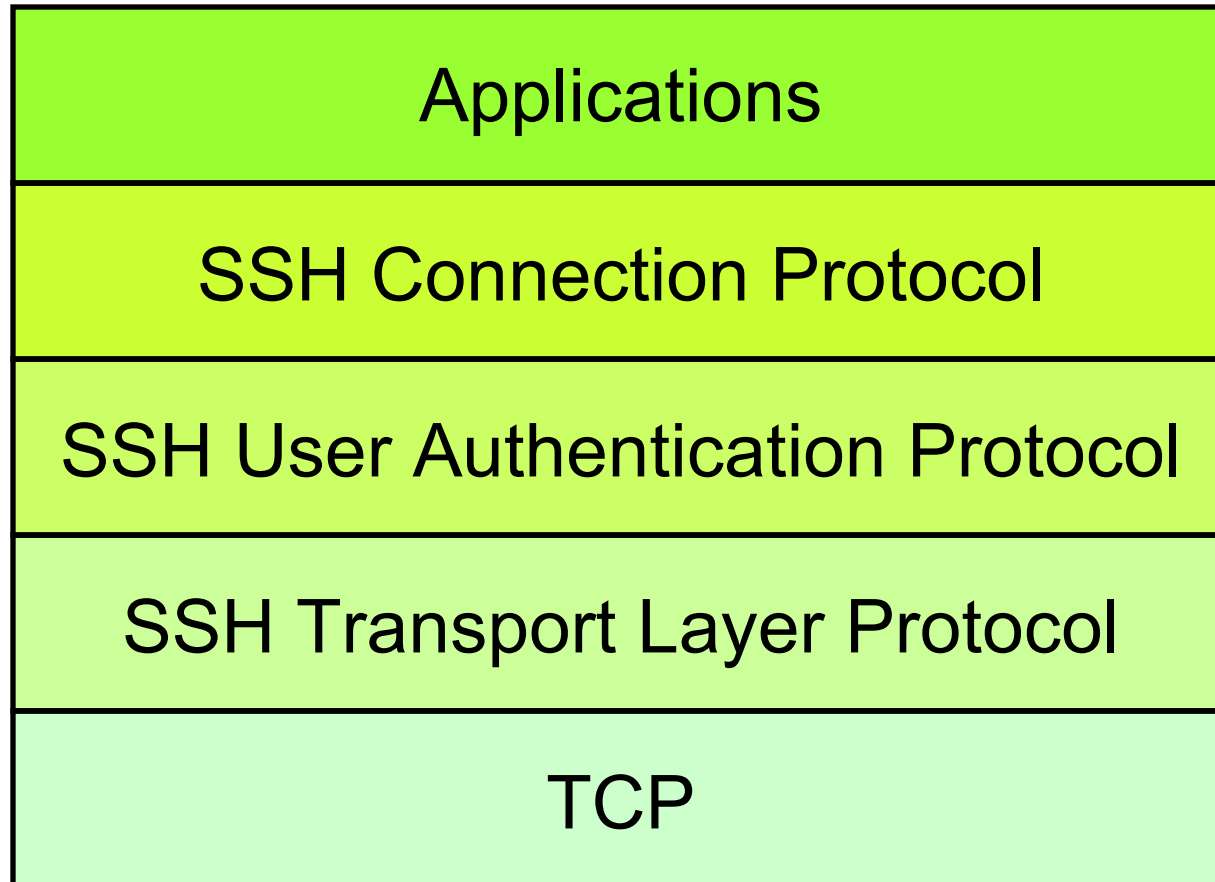 Applications
SSH Connection Protocol
SSH User Authentication Protocol
SSH Transport Layer Protocol
TCP